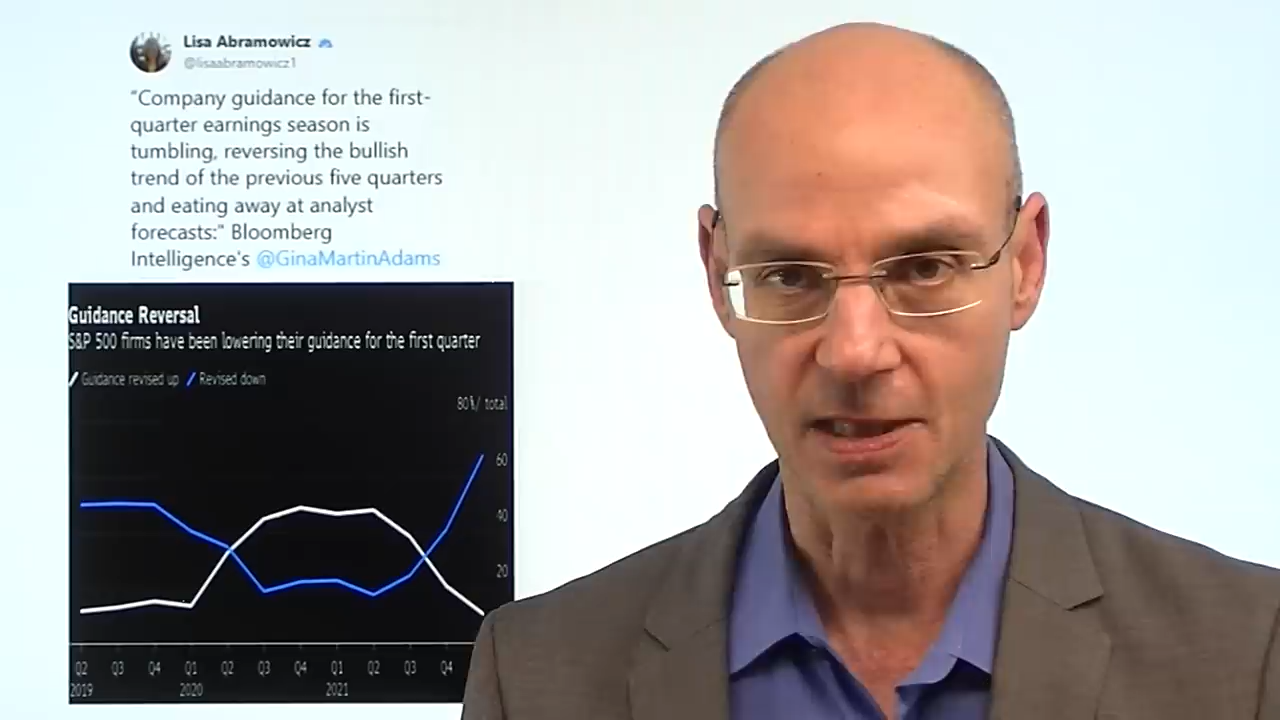 Lisa Abramowicz
@lisaabramowicz1
"Company guidance for the first-
quarter earnings season is
tumbling, reversing the bullish
trend of the previous five quarters
and eating away at analyst
forecasts:" Bloomberg
Intelligence's @GinaMartinAdams
Guidance Reversal
S&P 500 firms have been lowering their guidance for the first quarter
Guidance revised up Revised down
80%/ total
60
40
20
Q2 Q3 Q4 Q1 Q2 Q3 Q4 Q1 Q2 Q3 Q4
2019 2020 2021